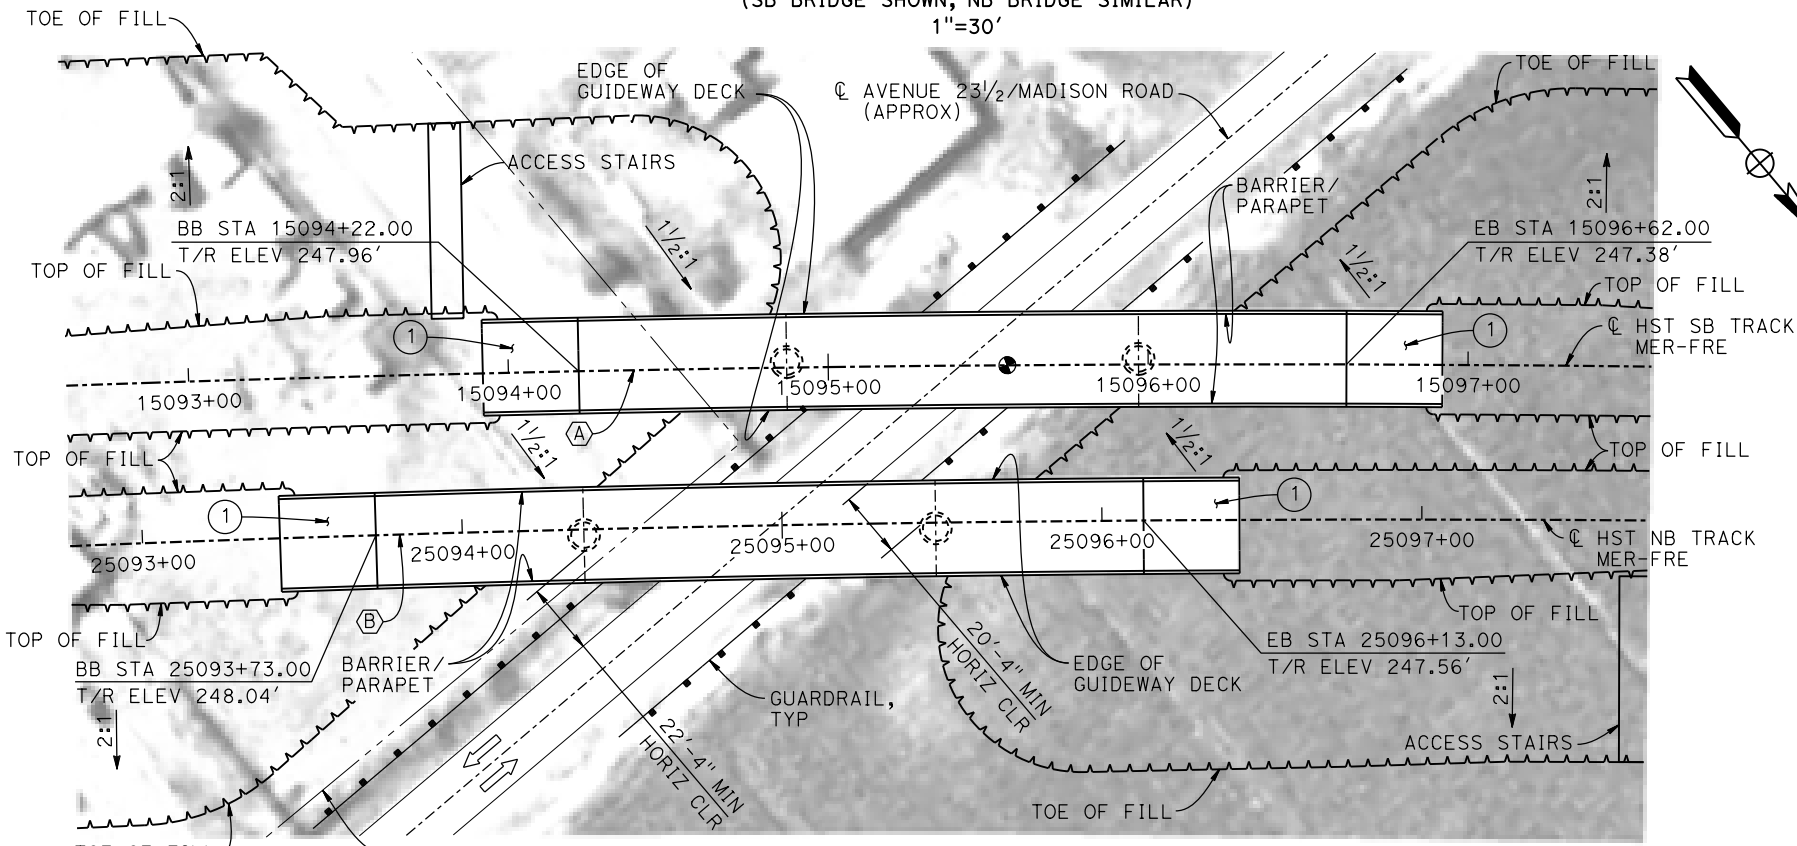 (SB BRIDGE SHOWN, NB BRIDGE SIMILAR)
1"=30'
TOE OF FILL
EDGE OF
GUIDEWAY DECK
℄ AVENUE 23½/MADISON ROAD
(APPROX)
TOE OF FILL
ACCESS STAIRS
2:1
1½:1
BARRIER/
PARAPET
2:1
BB STA 15094+22.00
T/R ELEV 247.96'
EB STA 15096+62.00
T/R ELEV 247.38'
1½:1
TOP OF FILL
TOP OF FILL
1
1
℄ HST SB TRACK
MER-FRE
15093+00
15094+00
15095+00
15096+00
15097+00
A
1½:1
1½:1
TOP OF FILL
TOP OF FILL
1
1
25093+00
25094+00
25095+00
25096+00
25097+00
℄ HST NB TRACK
MER-FRE
B
TOP OF FILL
TOP OF FILL
BB STA 25093+73.00
T/R ELEV 248.04'
BARRIER/
PARAPET
20'-4" MIN
HORIZ CLR
EDGE OF
GUIDEWAY DECK
EB STA 25096+13.00
T/R ELEV 247.56'
GUARDRAIL,
TYP
2:1
2:1
22'-4" MIN
HORIZ CLR
ACCESS STAIRS
TOE OF FILL
TOE OF FILL